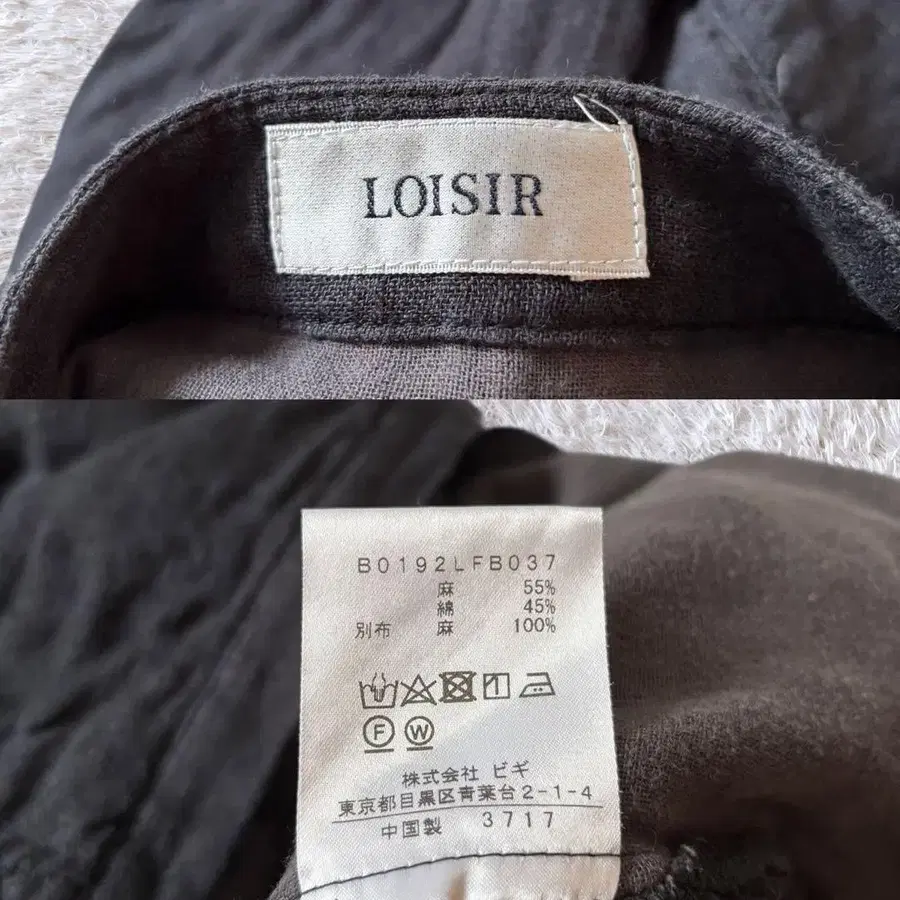 LOISIR
B0192LFB037
麻 55%
綿 45%
別布 麻 100%
F W
株式会社 ビギ
東京都目黒区青葉台2-1-4
中国製 3717